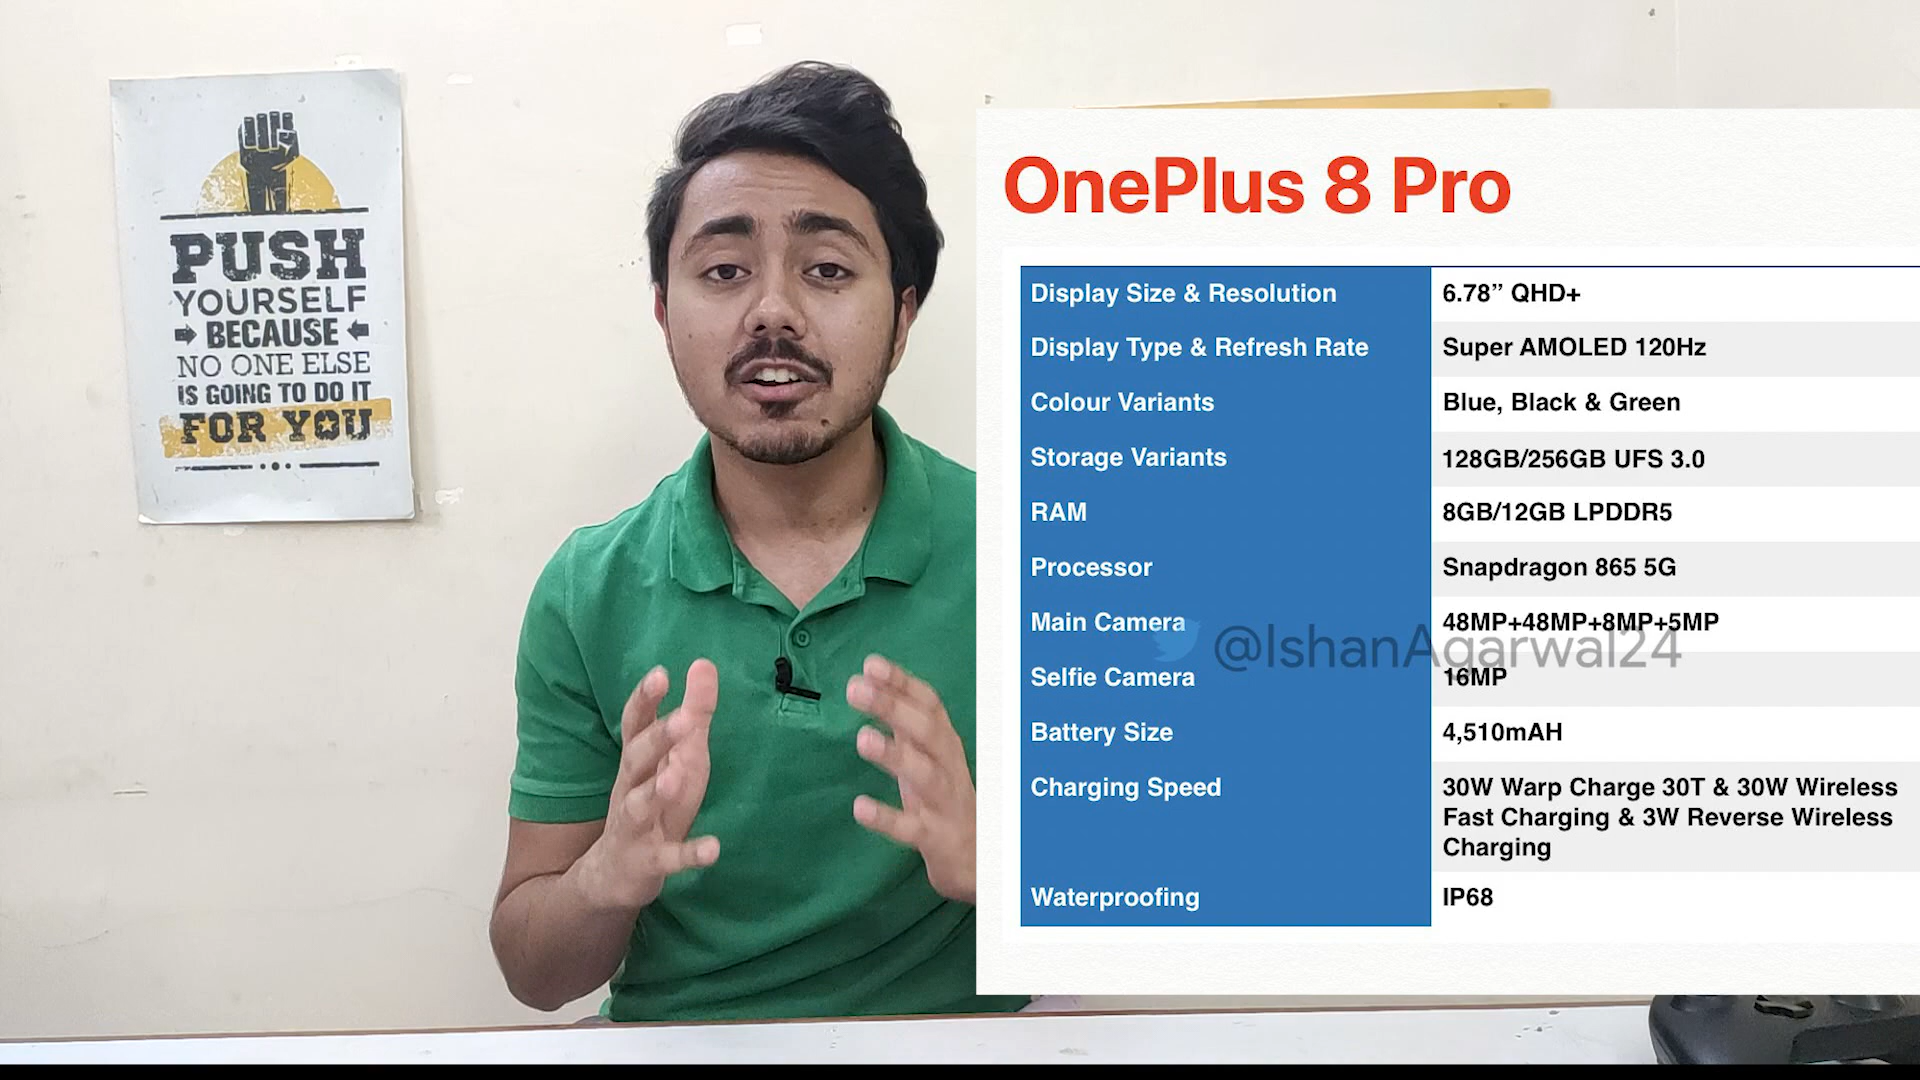 PUSH
YOURSELF
BECAUSE
NO ONE ELSE
IS GOING TO DO IT
FOR YOU
OnePlus 8 Pro
Display Size & Resolution 6.78” QHD+
Display Type & Refresh Rate Super AMOLED 120Hz
Colour Variants Blue, Black & Green
Storage Variants 128GB/256GB UFS 3.0
RAM 8GB/12GB LPDDR5
Processor Snapdragon 865 5G
Main Camera 48MP+48MP+8MP+5MP
@IshanAgarwal24
Selfie Camera 16MP
Battery Size 4,510mAH
Charging Speed 30W Warp Charge 30T & 30W Wireless
Fast Charging & 3W Reverse Wireless
Charging
Waterproofing IP68